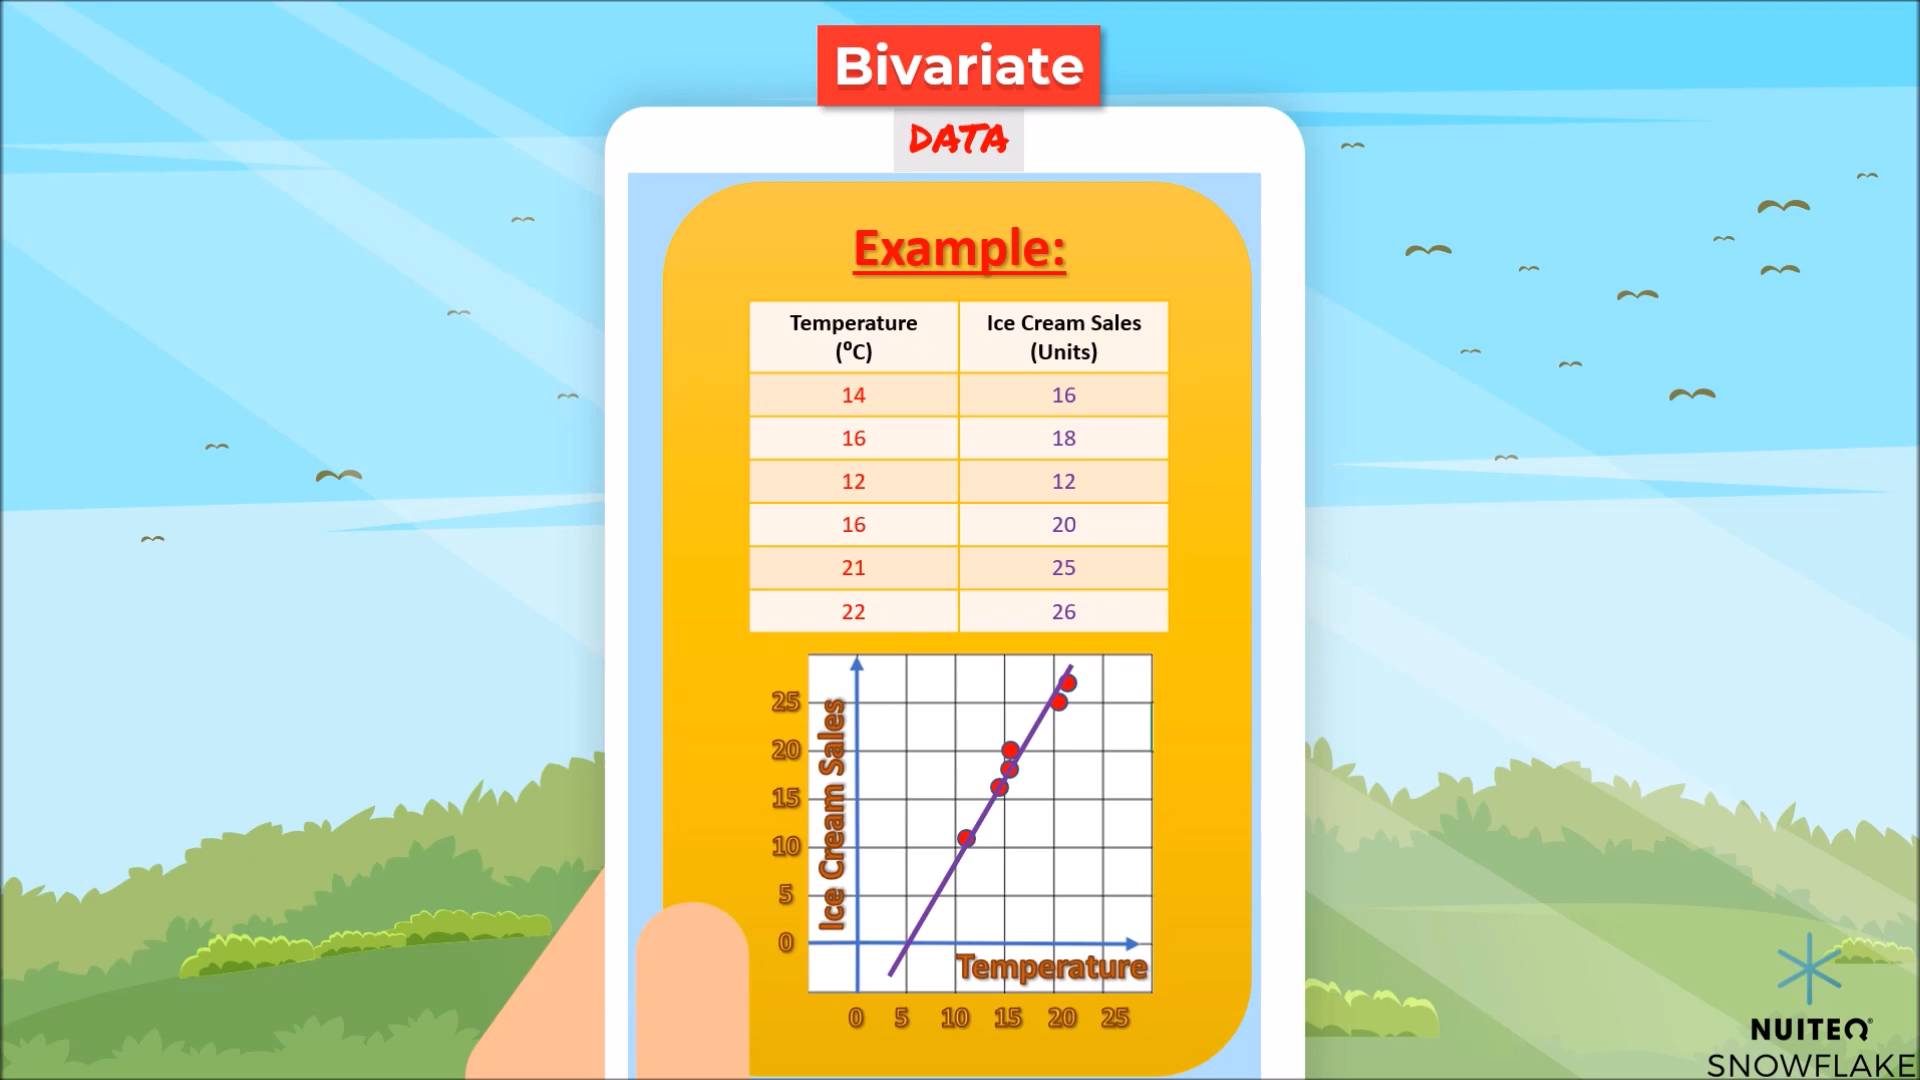 Bivariate
DATA
Example:
Temperature (⁰C) Ice Cream Sales (Units)
14 16
16 18
12 12
16 20
21 25
22 26
25
20
15
10
5
0
Ice Cream Sales
Temperature
0 5 10 15 20 25
NUITEQ®
SNOWFLAKE